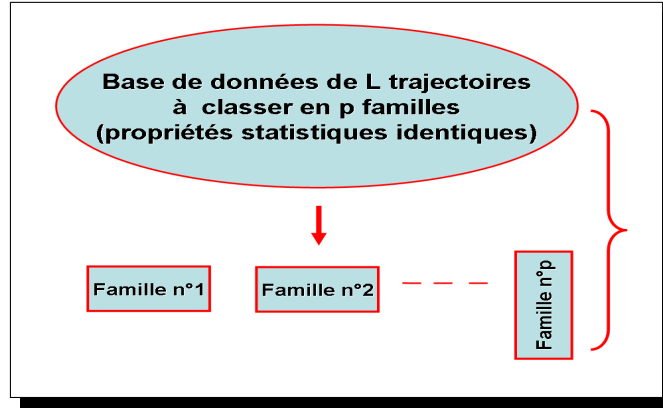 Base de données de L trajectoires
à classer en p familles
(propriétés statistiques identiques)
Famille n°1
Famille n°2
Famille n°p